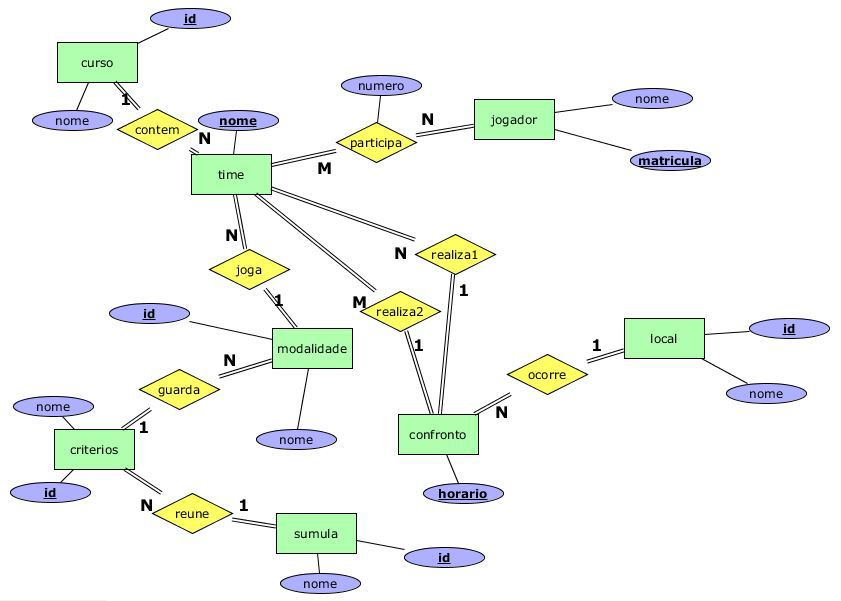 id
curso
1
nome
contem
nome
N
time
numero
participa
M
N
jogador
nome
matricula
N
joga
1
N
realiza1
1
M
realiza2
1
id
modalidade
nome
N
guarda
1
nome
criterios
id
N
reune
1
sumula
id
nome
confronto
horario
N
ocorre
1
local
id
nome